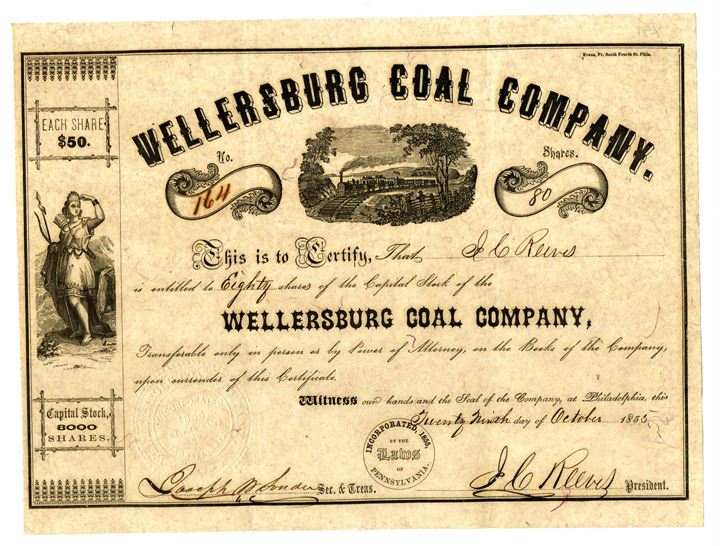 Evans, Pr. South Fourth St. Phila.
WELLERSBURG COAL COMPANY.
EACH SHARE
$50.
No.
164
Shares.
80
This is to Certify, That J C Reeves
is entitled to Eighty shares of the Capital Stock of the
WELLERSBURG COAL COMPANY,
Transferable only in person or by Power of Attorney, on the Books of the Company,
upon surrender of this Certificate.
Witness our hands and the Seal of the Company, at Philadelphia, this
Twenty Ninth day of October 1855
Capital Stock,
8000
SHARES.
INCORPORATED, 1855,
BY THE
Laws
OF
PENNSYLVANIA.
Joseph Sec. & Treas.
J C Reeves President.